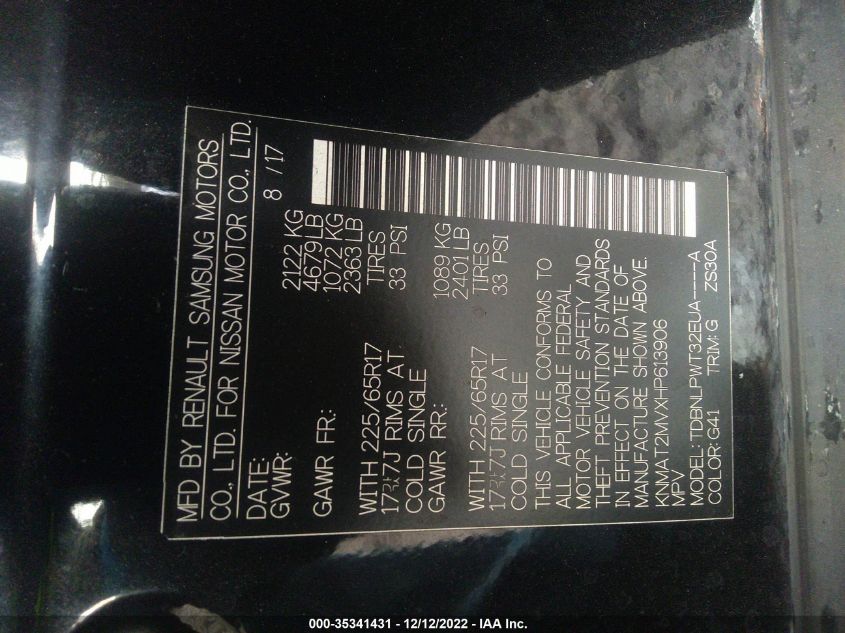 MFD BY RENAULT SAMSUNG MOTORS
CO., LTD. FOR NISSAN MOTOR CO., LTD.
DATE: 8 /17
GVWR: 2122 KG
4679 LB
GAWR FR: 1072 KG
2363 LB
WITH 225/65R17 TIRES
17X7J RIMS AT 33 PSI
COLD SINGLE
GAWR RR: 1089 KG
2401 LB
WITH 225/65R17 TIRES
17X7J RIMS AT 33 PSI
COLD SINGLE
THIS VEHICLE CONFORMS TO
ALL APPLICABLE FEDERAL
MOTOR VEHICLE SAFETY AND
THEFT PREVENTION STANDARDS
IN EFFECT ON THE DATE OF
MANUFACTURE SHOWN ABOVE.
KNMAT2MVXHP613906
MPV
MODEL: TDBNLPWT32EUA-----A
COLOR: G41 TRIM: G ZS30A
000-35341431 - 12/12/2022 - IAA Inc.